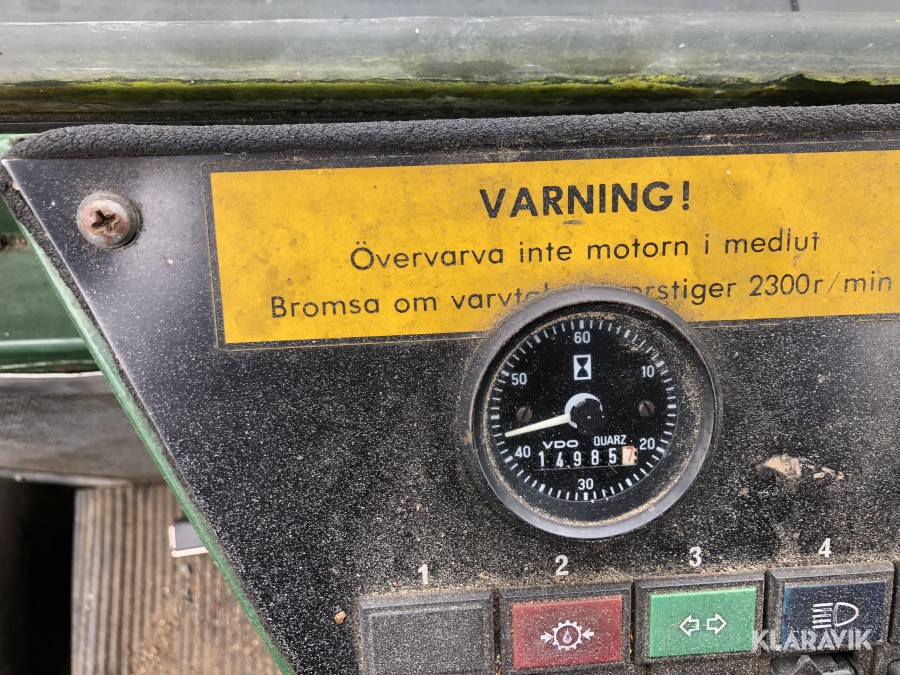 VARNING!
Övervarva inte motorn i medlut
Bromsa om 2300r/min
60
10
50
VDO QUARZ
40 20
149857
30
1 2 3 4
KLARAVIK